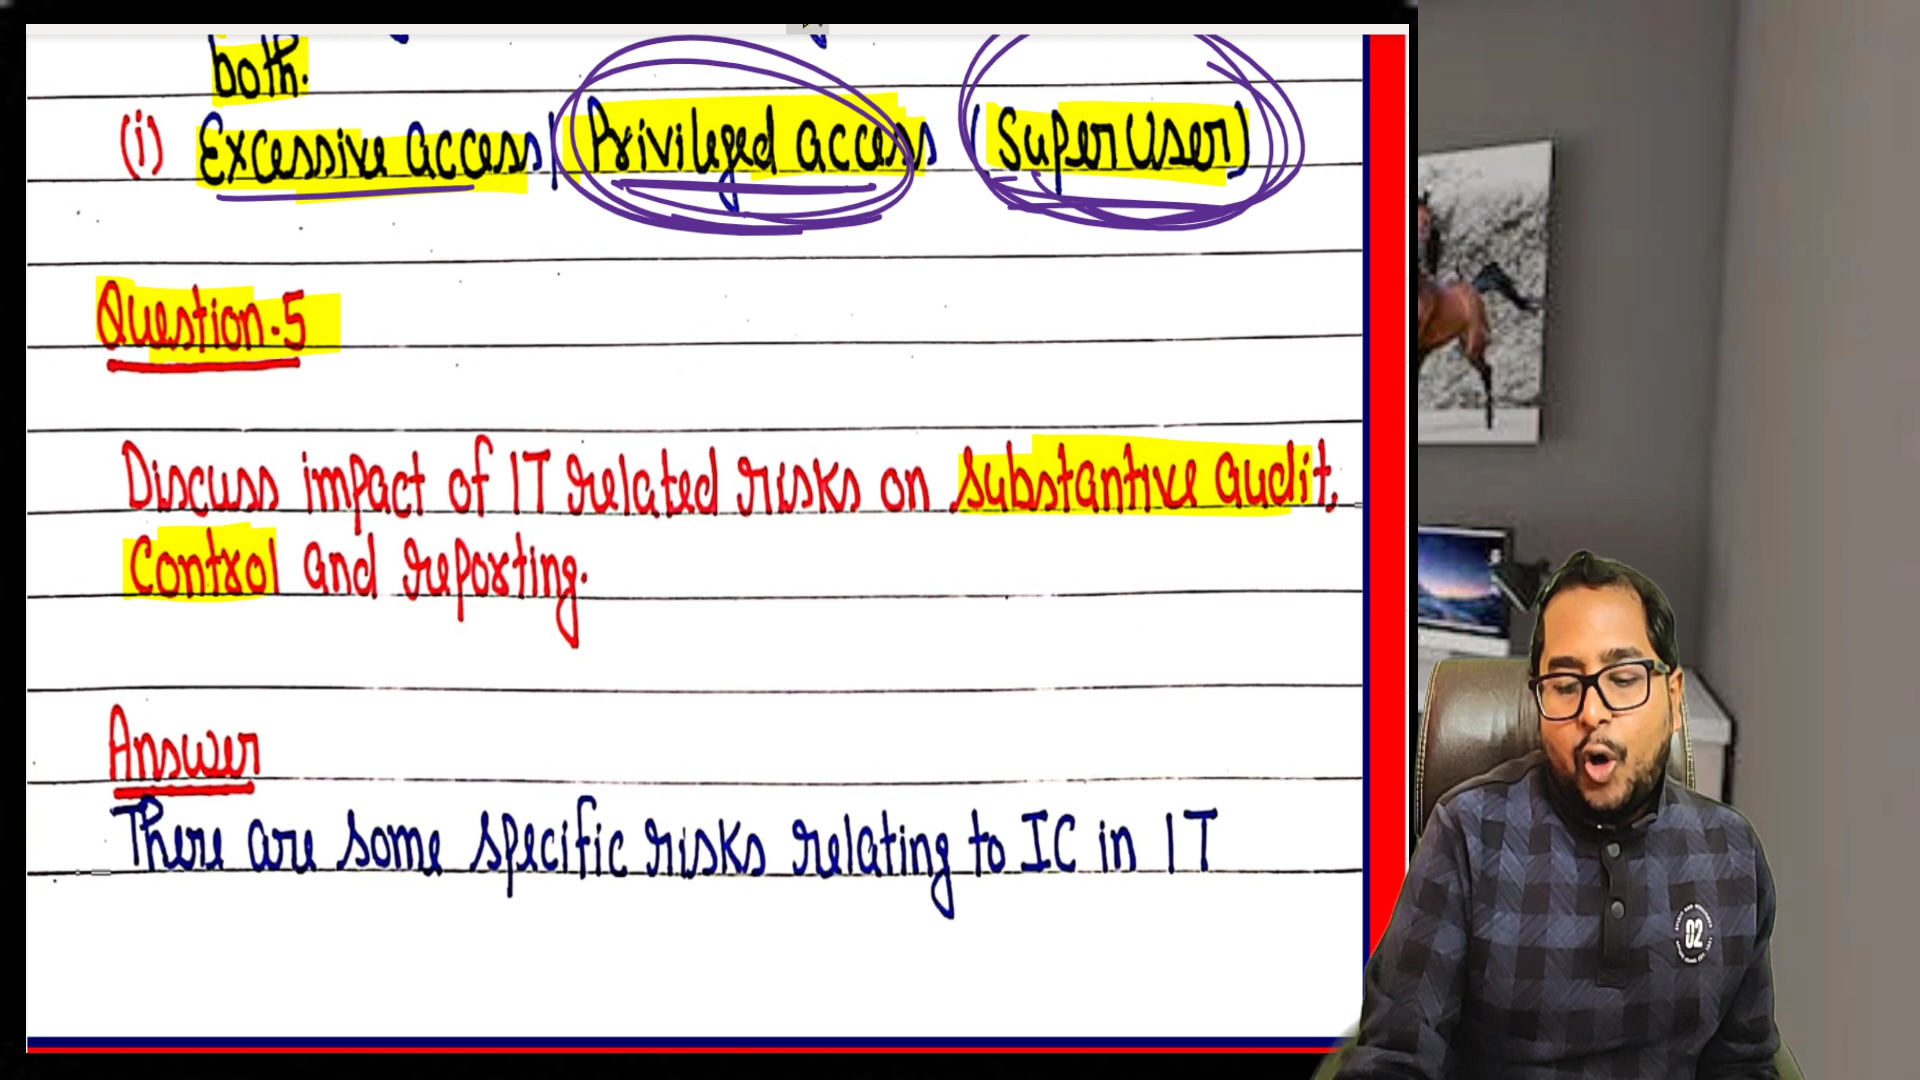 both.
(i) Excessive access | Privileged access (Super User)
Question.5
Discuss impact of IT related risks on substantive audit,
Control and reporting.
Answer
There are some specific risks relating to IC in IT
02